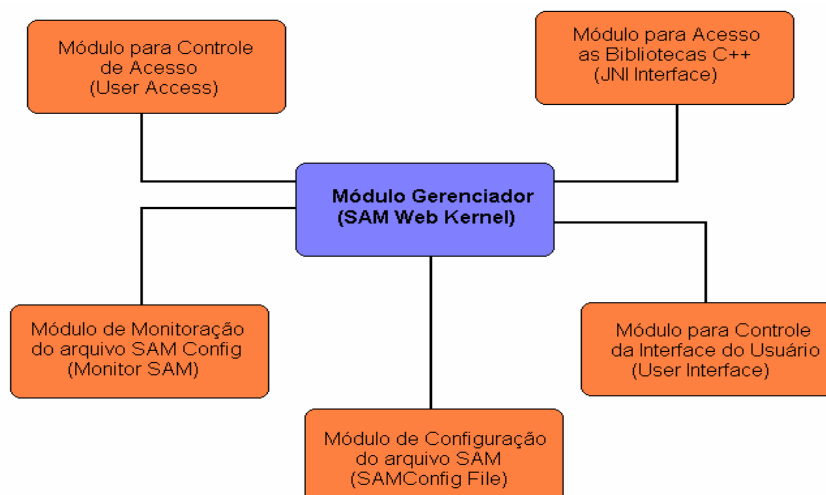 Módulo para Controle
de Acesso
(User Access)
Módulo para Acesso
as Bibliotecas C++
(JNI Interface)
Módulo Gerenciador
(SAM Web Kernel)
Módulo de Monitoração
do arquivo SAM Config
(Monitor SAM)
Módulo para Controle
da Interface do Usuário
(User Interface)
Módulo de Configuração
do arquivo SAM
(SAMConfig File)